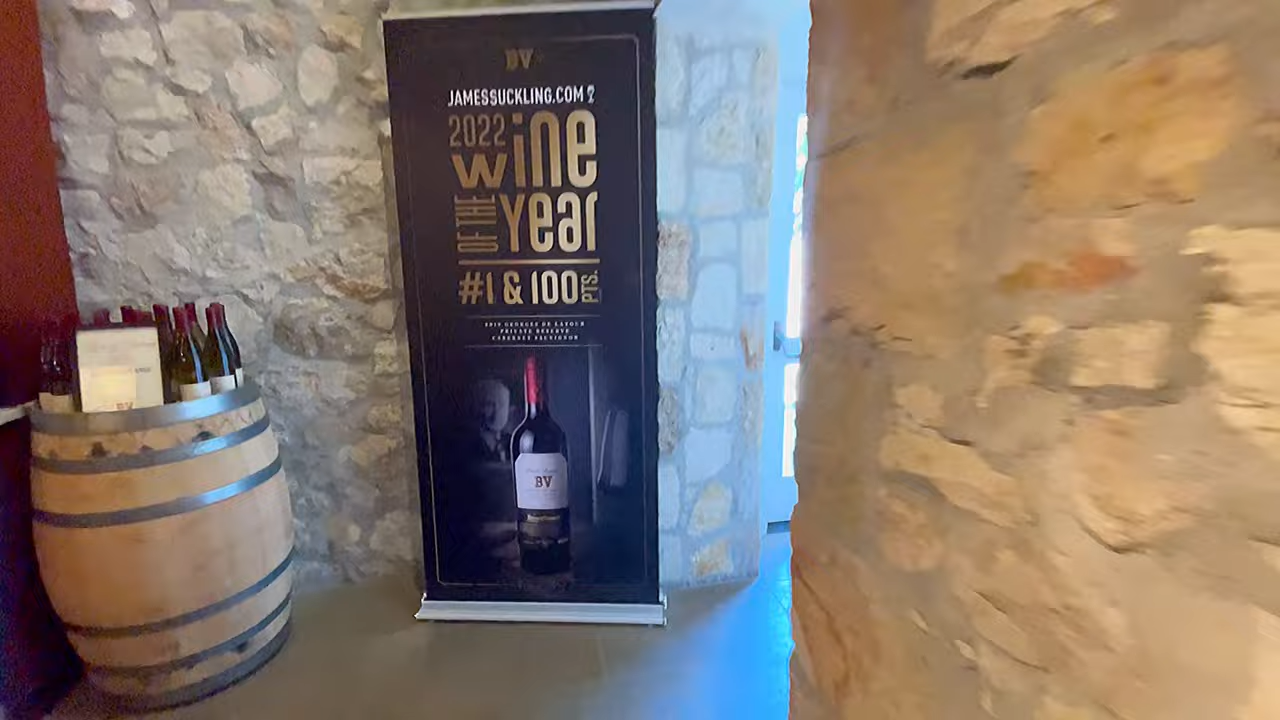 BV
JAMESSUCKLING.COM
2022 wine
OF THE Year
#1 & 100 PTS.
2019 GEORGES DE LATOUR
PRIVATE RESERVE
CABERNET SAUVIGNON
BV
BV